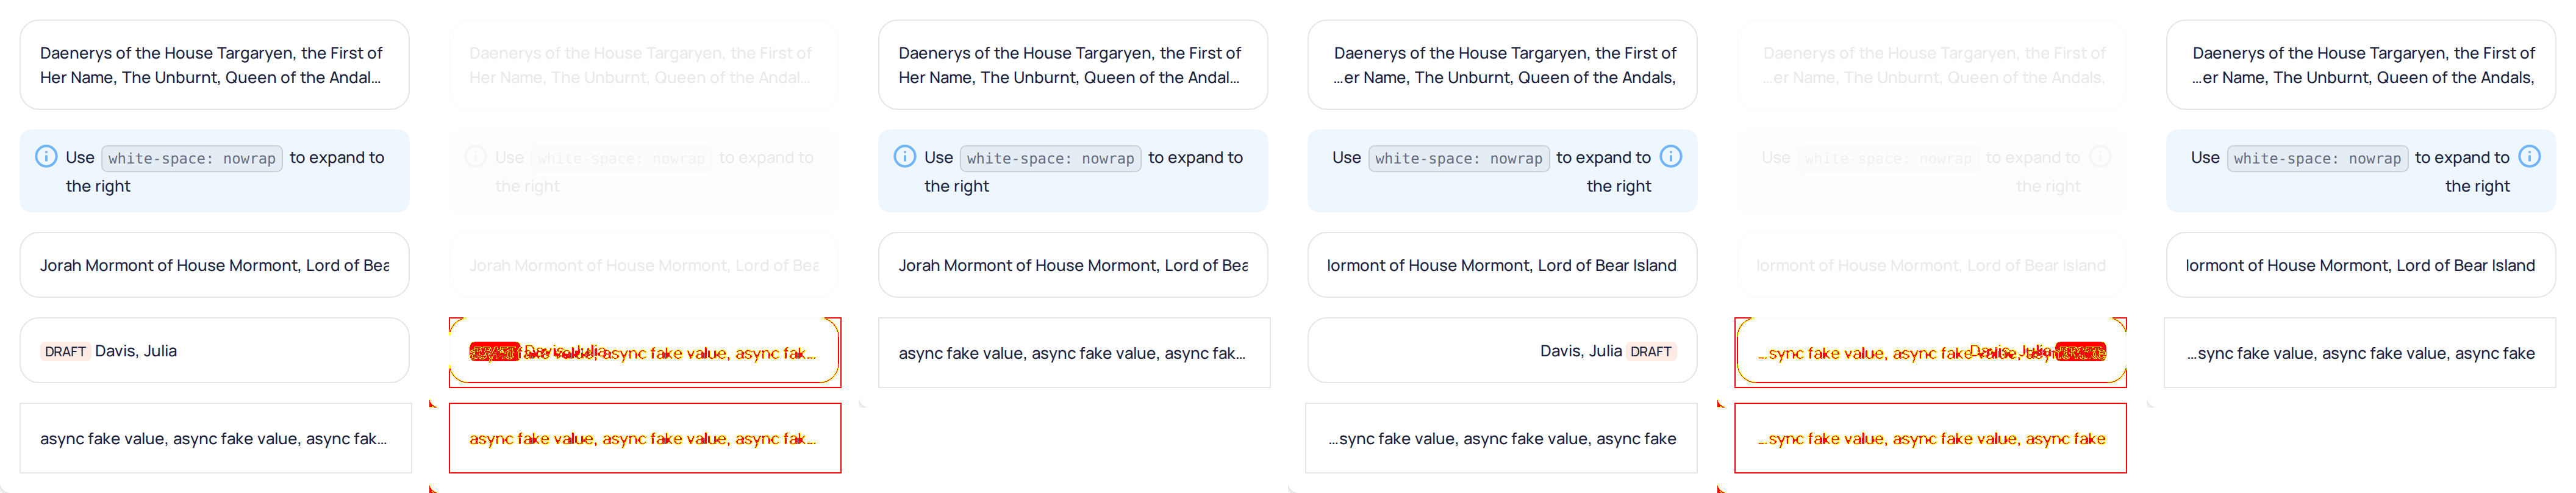 Daenerys of the House Targaryen, the First of
Her Name, The Unburnt, Queen of the Andal...
Use white-space: nowrap to expand to
the right
Jorah Mormont of House Mormont, Lord of Bea
DRAFT Davis, Julia
async fake value, async fake value, async fak...
Daenerys of the House Targaryen, the First of
Her Name, The Unburnt, Queen of the Andal...
Use white-space: nowrap to expand to
the right
Jorah Mormont of House Mormont, Lord of Bea
Davis, Julia async fake value, async fak...
async fake value, async fake value, async fak...
Daenerys of the House Targaryen, the First of
Her Name, The Unburnt, Queen of the Andal...
Use white-space: nowrap to expand to
the right
Jorah Mormont of House Mormont, Lord of Bea
async fake value, async fake value, async fak...
Daenerys of the House Targaryen, the First of
...er Name, The Unburnt, Queen of the Andals,
Use white-space: nowrap to expand to
the right
lormont of House Mormont, Lord of Bear Island
Davis, Julia DRAFT
...sync fake value, async fake value, async fake
Daenerys of the House Targaryen, the First of
...er Name, The Unburnt, Queen of the Andals,
Use white-space: nowrap to expand to
the right
lormont of House Mormont, Lord of Bear Island
...sync fake value, async fake value, Davis, Julia
...sync fake value, async fake value, async fake
Daenerys of the House Targaryen, the First of
...er Name, The Unburnt, Queen of the Andals,
Use white-space: nowrap to expand to
the right
lormont of House Mormont, Lord of Bear Island
...sync fake value, async fake value, async fake